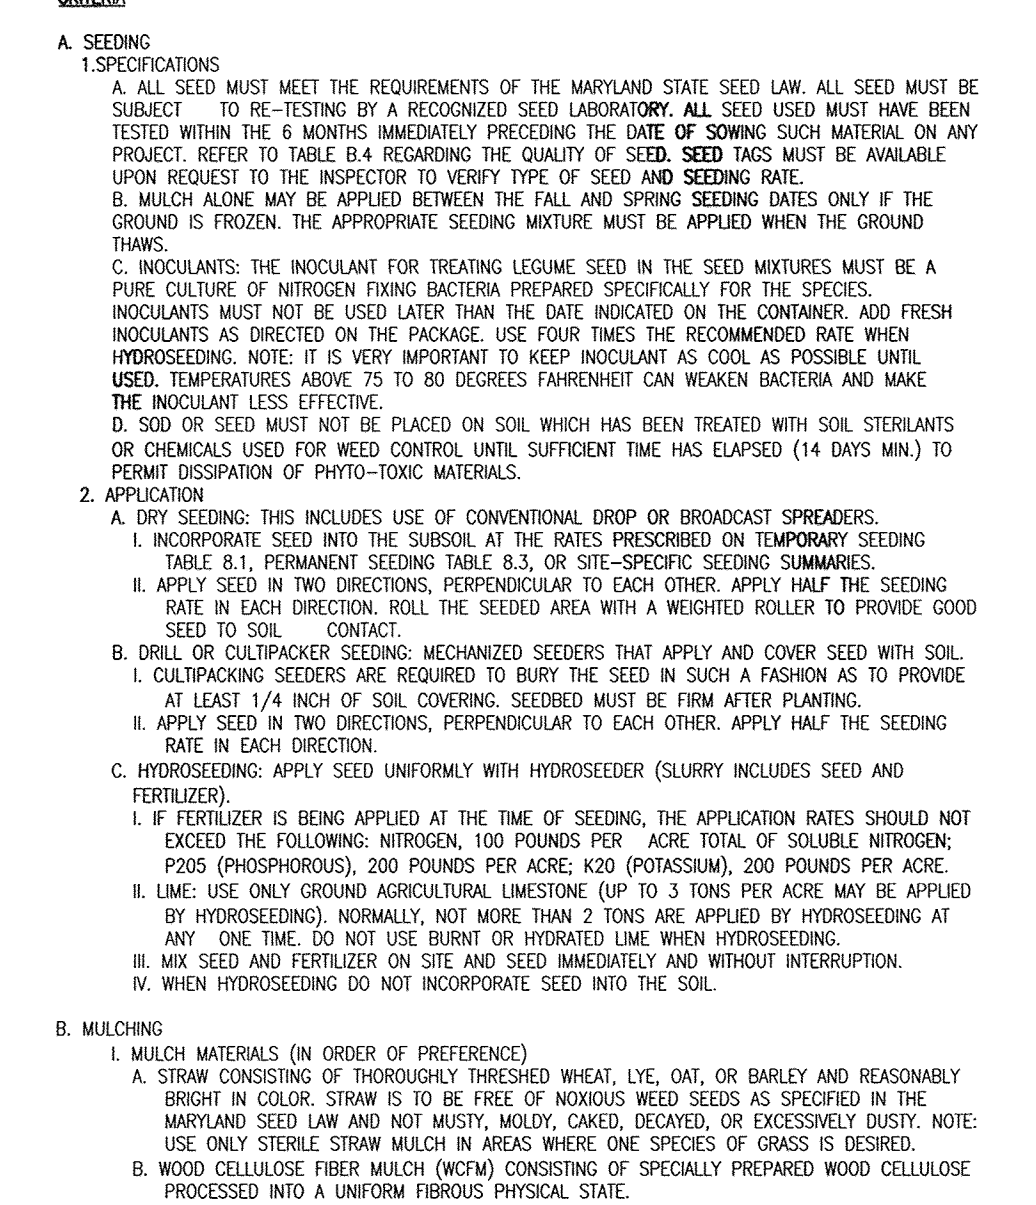 CRITERIA
A. SEEDING
1.SPECIFICATIONS
A. ALL SEED MUST MEET THE REQUIREMENTS OF THE MARYLAND STATE SEED LAW. ALL SEED MUST BE
SUBJECT TO RE-TESTING BY A RECOGNIZED SEED LABORATORY. ALL SEED USED MUST HAVE BEEN
TESTED WITHIN THE 6 MONTHS IMMEDIATELY PRECEDING THE DATE OF SOWING SUCH MATERIAL ON ANY
PROJECT. REFER TO TABLE B.4 REGARDING THE QUALITY OF SEED. SEED TAGS MUST BE AVAILABLE
UPON REQUEST TO THE INSPECTOR TO VERIFY TYPE OF SEED AND SEEDING RATE.
B. MULCH ALONE MAY BE APPLIED BETWEEN THE FALL AND SPRING SEEDING DATES ONLY IF THE
GROUND IS FROZEN. THE APPROPRIATE SEEDING MIXTURE MUST BE APPLIED WHEN THE GROUND
THAWS.
C. INOCULANTS: THE INOCULANT FOR TREATING LEGUME SEED IN THE SEED MIXTURES MUST BE A
PURE CULTURE OF NITROGEN FIXING BACTERIA PREPARED SPECIFICALLY FOR THE SPECIES.
INOCULANTS MUST NOT BE USED LATER THAN THE DATE INDICATED ON THE CONTAINER. ADD FRESH
INOCULANTS AS DIRECTED ON THE PACKAGE. USE FOUR TIMES THE RECOMMENDED RATE WHEN
HYDROSEEDING. NOTE: IT IS VERY IMPORTANT TO KEEP INOCULANT AS COOL AS POSSIBLE UNTIL
USED. TEMPERATURES ABOVE 75 TO 80 DEGREES FAHRENHEIT CAN WEAKEN BACTERIA AND MAKE
THE INOCULANT LESS EFFECTIVE.
D. SOD OR SEED MUST NOT BE PLACED ON SOIL WHICH HAS BEEN TREATED WITH SOIL STERILANTS
OR CHEMICALS USED FOR WEED CONTROL UNTIL SUFFICIENT TIME HAS ELAPSED (14 DAYS MIN.) TO
PERMIT DISSIPATION OF PHYTO-TOXIC MATERIALS.
2. APPLICATION
A. DRY SEEDING: THIS INCLUDES USE OF CONVENTIONAL DROP OR BROADCAST SPREADERS.
I. INCORPORATE SEED INTO THE SUBSOIL AT THE RATES PRESCRIBED ON TEMPORARY SEEDING
TABLE 8.1, PERMANENT SEEDING TABLE 8.3, OR SITE-SPECIFIC SEEDING SUMMARIES.
II. APPLY SEED IN TWO DIRECTIONS, PERPENDICULAR TO EACH OTHER. APPLY HALF THE SEEDING
RATE IN EACH DIRECTION. ROLL THE SEEDED AREA WITH A WEIGHTED ROLLER TO PROVIDE GOOD
SEED TO SOIL CONTACT.
B. DRILL OR CULTIPACKER SEEDING: MECHANIZED SEEDERS THAT APPLY AND COVER SEED WITH SOIL.
I. CULTIPACKING SEEDERS ARE REQUIRED TO BURY THE SEED IN SUCH A FASHION AS TO PROVIDE
AT LEAST 1/4 INCH OF SOIL COVERING. SEEDBED MUST BE FIRM AFTER PLANTING.
II. APPLY SEED IN TWO DIRECTIONS, PERPENDICULAR TO EACH OTHER. APPLY HALF THE SEEDING
RATE IN EACH DIRECTION.
C. HYDROSEEDING: APPLY SEED UNIFORMLY WITH HYDROSEEDER (SLURRY INCLUDES SEED AND
FERTILIZER).
I. IF FERTILIZER IS BEING APPLIED AT THE TIME OF SEEDING, THE APPLICATION RATES SHOULD NOT
EXCEED THE FOLLOWING: NITROGEN, 100 POUNDS PER ACRE TOTAL OF SOLUBLE NITROGEN;
P205 (PHOSPHOROUS), 200 POUNDS PER ACRE; K20 (POTASSIUM), 200 POUNDS PER ACRE.
II. LIME: USE ONLY GROUND AGRICULTURAL LIMESTONE (UP TO 3 TONS PER ACRE MAY BE APPLIED
BY HYDROSEEDING). NORMALLY, NOT MORE THAN 2 TONS ARE APPLIED BY HYDROSEEDING AT
ANY ONE TIME. DO NOT USE BURNT OR HYDRATED LIME WHEN HYDROSEEDING.
III. MIX SEED AND FERTILIZER ON SITE AND SEED IMMEDIATELY AND WITHOUT INTERRUPTION.
IV. WHEN HYDROSEEDING DO NOT INCORPORATE SEED INTO THE SOIL.
B. MULCHING
I. MULCH MATERIALS (IN ORDER OF PREFERENCE)
A. STRAW CONSISTING OF THOROUGHLY THRESHED WHEAT, LYE, OAT, OR BARLEY AND REASONABLY
BRIGHT IN COLOR. STRAW IS TO BE FREE OF NOXIOUS WEED SEEDS AS SPECIFIED IN THE
MARYLAND SEED LAW AND NOT MUSTY, MOLDY, CAKED, DECAYED, OR EXCESSIVELY DUSTY. NOTE:
USE ONLY STERILE STRAW MULCH IN AREAS WHERE ONE SPECIES OF GRASS IS DESIRED.
B. WOOD CELLULOSE FIBER MULCH (WCFM) CONSISTING OF SPECIALLY PREPARED WOOD CELLULOSE
PROCESSED INTO A UNIFORM FIBROUS PHYSICAL STATE.